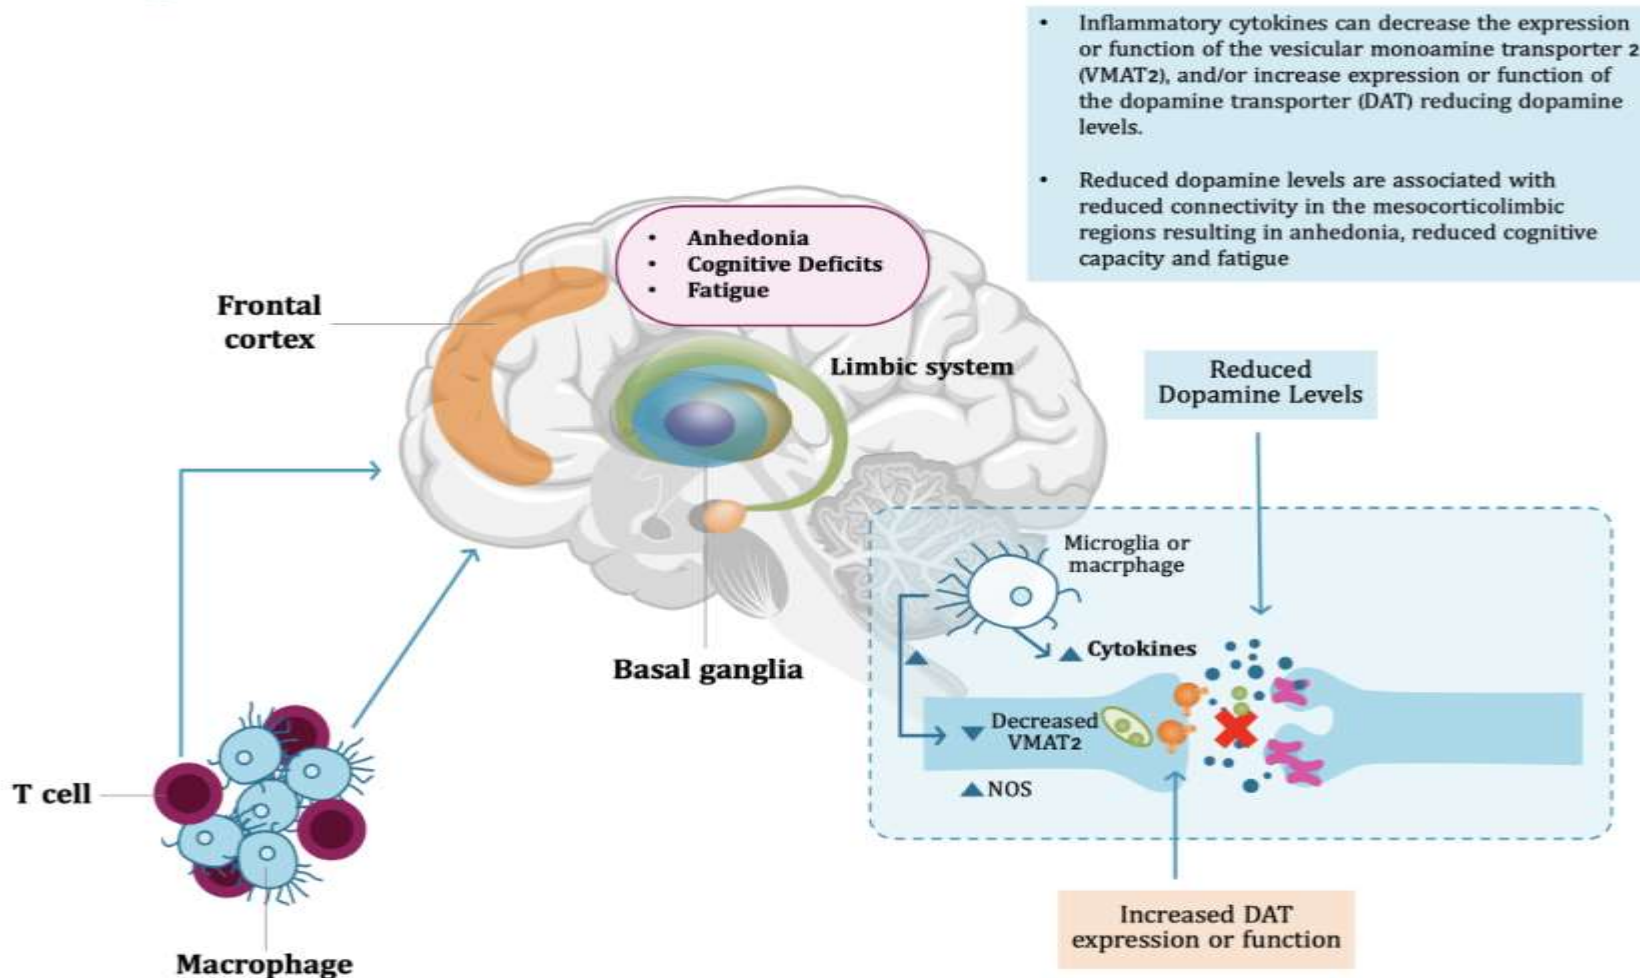 • Inflammatory cytokines can decrease the expression
or function of the vesicular monoamine transporter 2
(VMAT2), and/or increase expression or function of
the dopamine transporter (DAT) reducing dopamine
levels.
• Reduced dopamine levels are associated with
reduced connectivity in the mesocorticolimbic
regions resulting in anhedonia, reduced cognitive
capacity and fatigue
• Anhedonia
• Cognitive Deficits
• Fatigue
Frontal
cortex
Limbic system
Reduced
Dopamine Levels
Microglia or
macrphage
Cytokines
Basal ganglia
Decreased
VMAT2
NOS
T cell
Macrophage
Increased DAT
expression or function